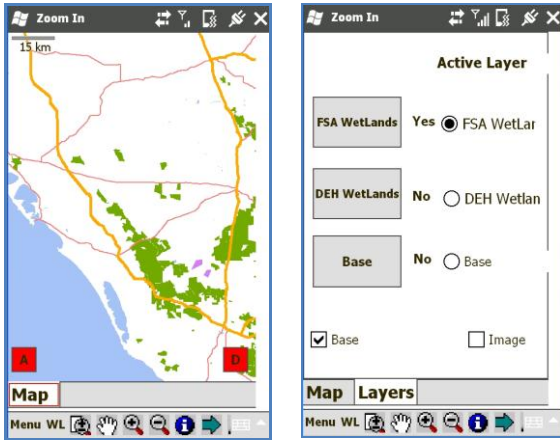 Zoom In
15 km
A
D
Map
Menu WL
Zoom In
Active Layer
FSA WetLands Yes FSA WetLar
DEH WetLands No DEH Wetlan
Base No Base
Base Image
Map Layers
Menu WL